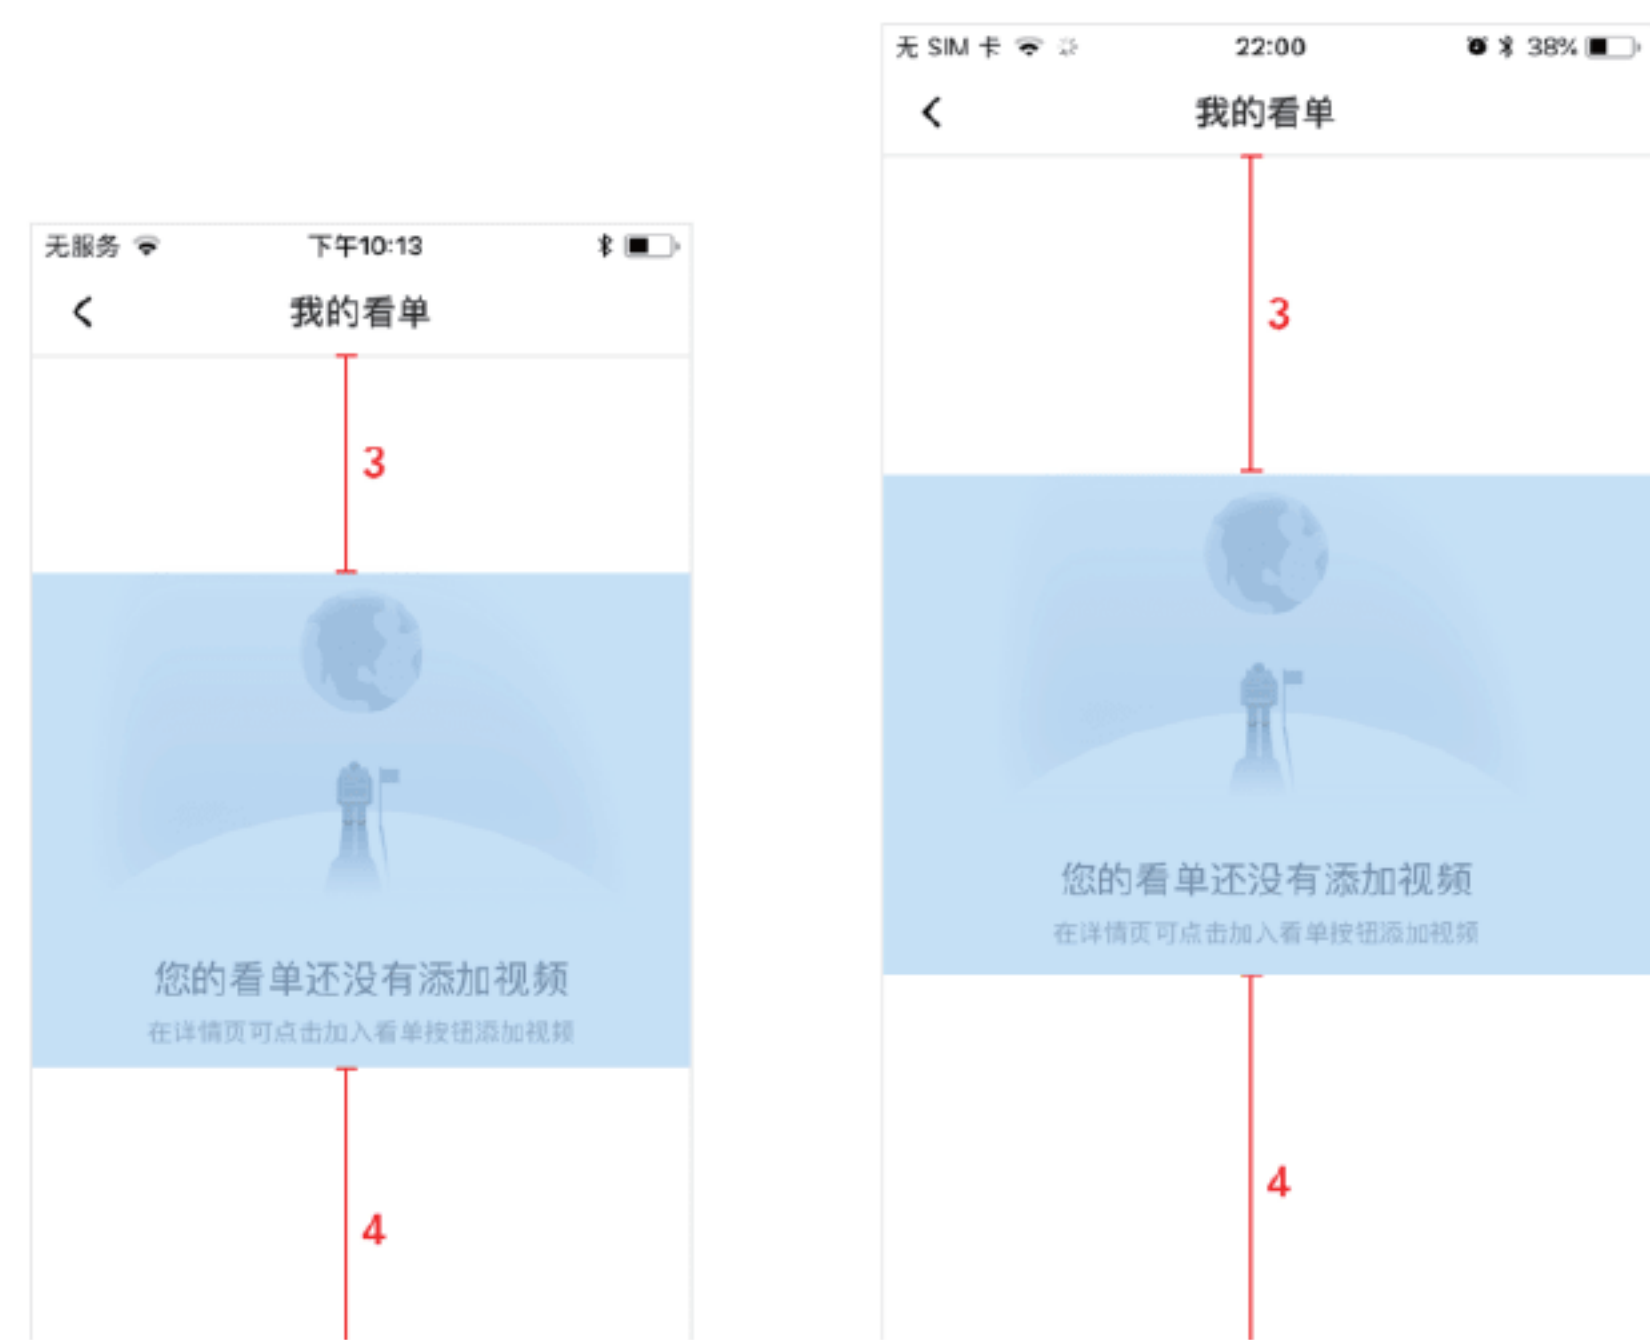 无服务 下午10:13
我的看单
3
您的看单还没有添加视频
在详情页可点击加入看单按钮添加视频
4
无 SIM 卡 22:00 38%
我的看单
3
您的看单还没有添加视频
在详情页可点击加入看单按钮添加视频
4